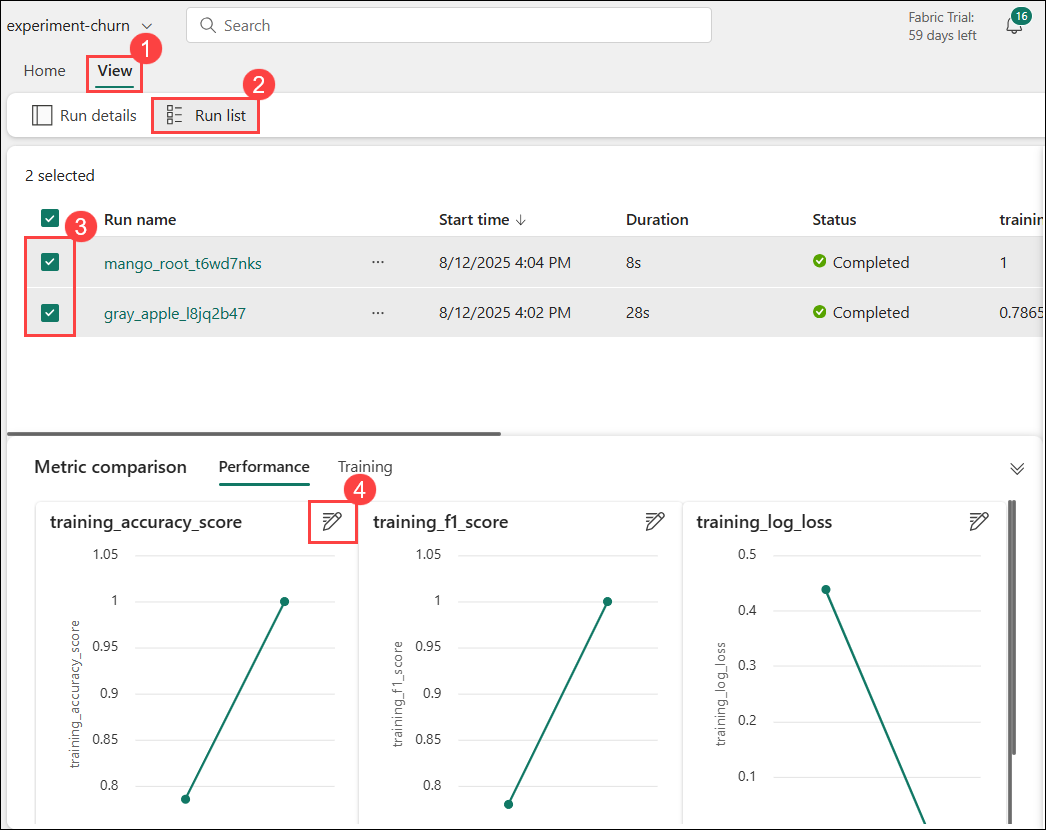 experiment-churn
Search
Fabric Trial:
59 days left
16
1
Home
View
2
Run details
Run list
2 selected
3
Run name Start time Duration Status trainin
mango_root_t6wd7nks ... 8/12/2025 4:04 PM 8s Completed 1
gray_apple_l8jq2b47 ... 8/12/2025 4:02 PM 28s Completed 0.7865
Metric comparison Performance Training
4
training_accuracy_score
1.05
1
0.95
0.9
0.85
0.8
training_accuracy_score
training_f1_score
1.05
1
0.95
0.9
0.85
0.8
training_f1_score
training_log_loss
0.5
0.4
0.3
0.2
0.1
training_log_loss